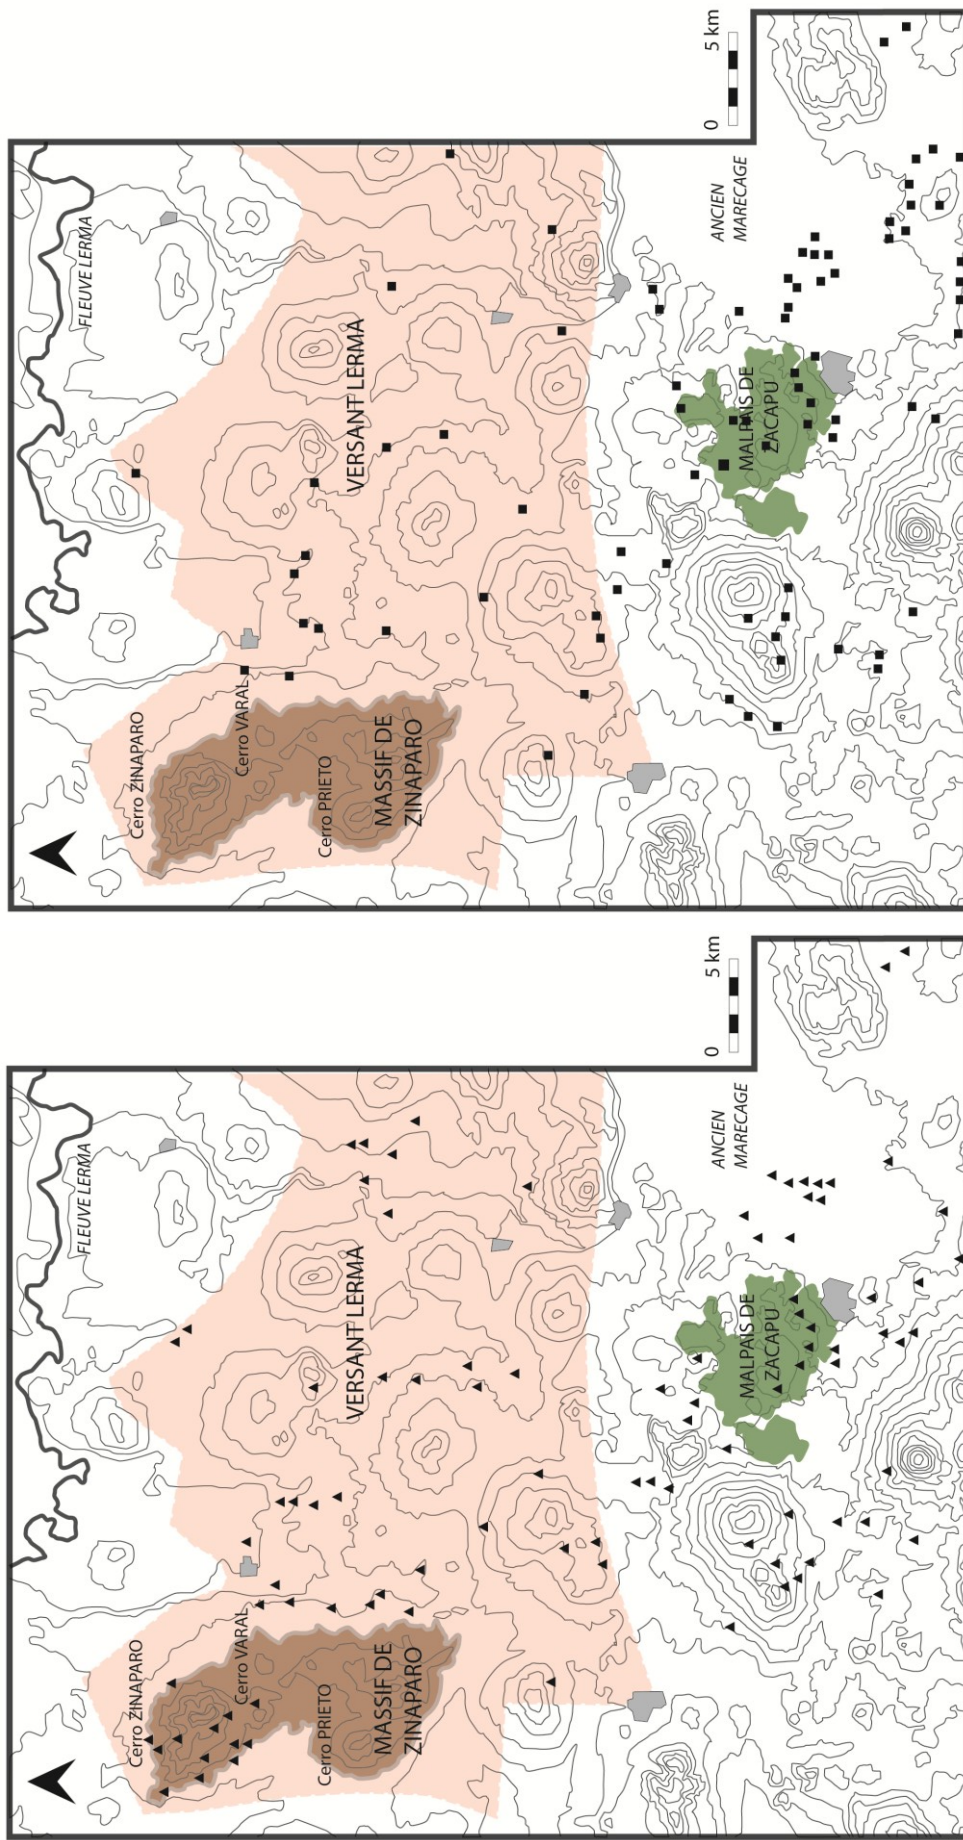 FLEUVE LERMA
Cerro ZINAPARO
Cerro VARAL
Cerro PRIETO
VERSANT LERMA
MASSIF DE
ZINAPARO
ANCIEN
MARECAGE
MALPAIS DE
ZACAPU
0 5 km
FLEUVE LERMA
Cerro ZINAPARO
Cerro VARAL
Cerro PRIETO
VERSANT LERMA
MASSIF DE
ZINAPARO
ANCIEN
MARECAGE
MALPAIS DE
ZACAPU
0 5 km